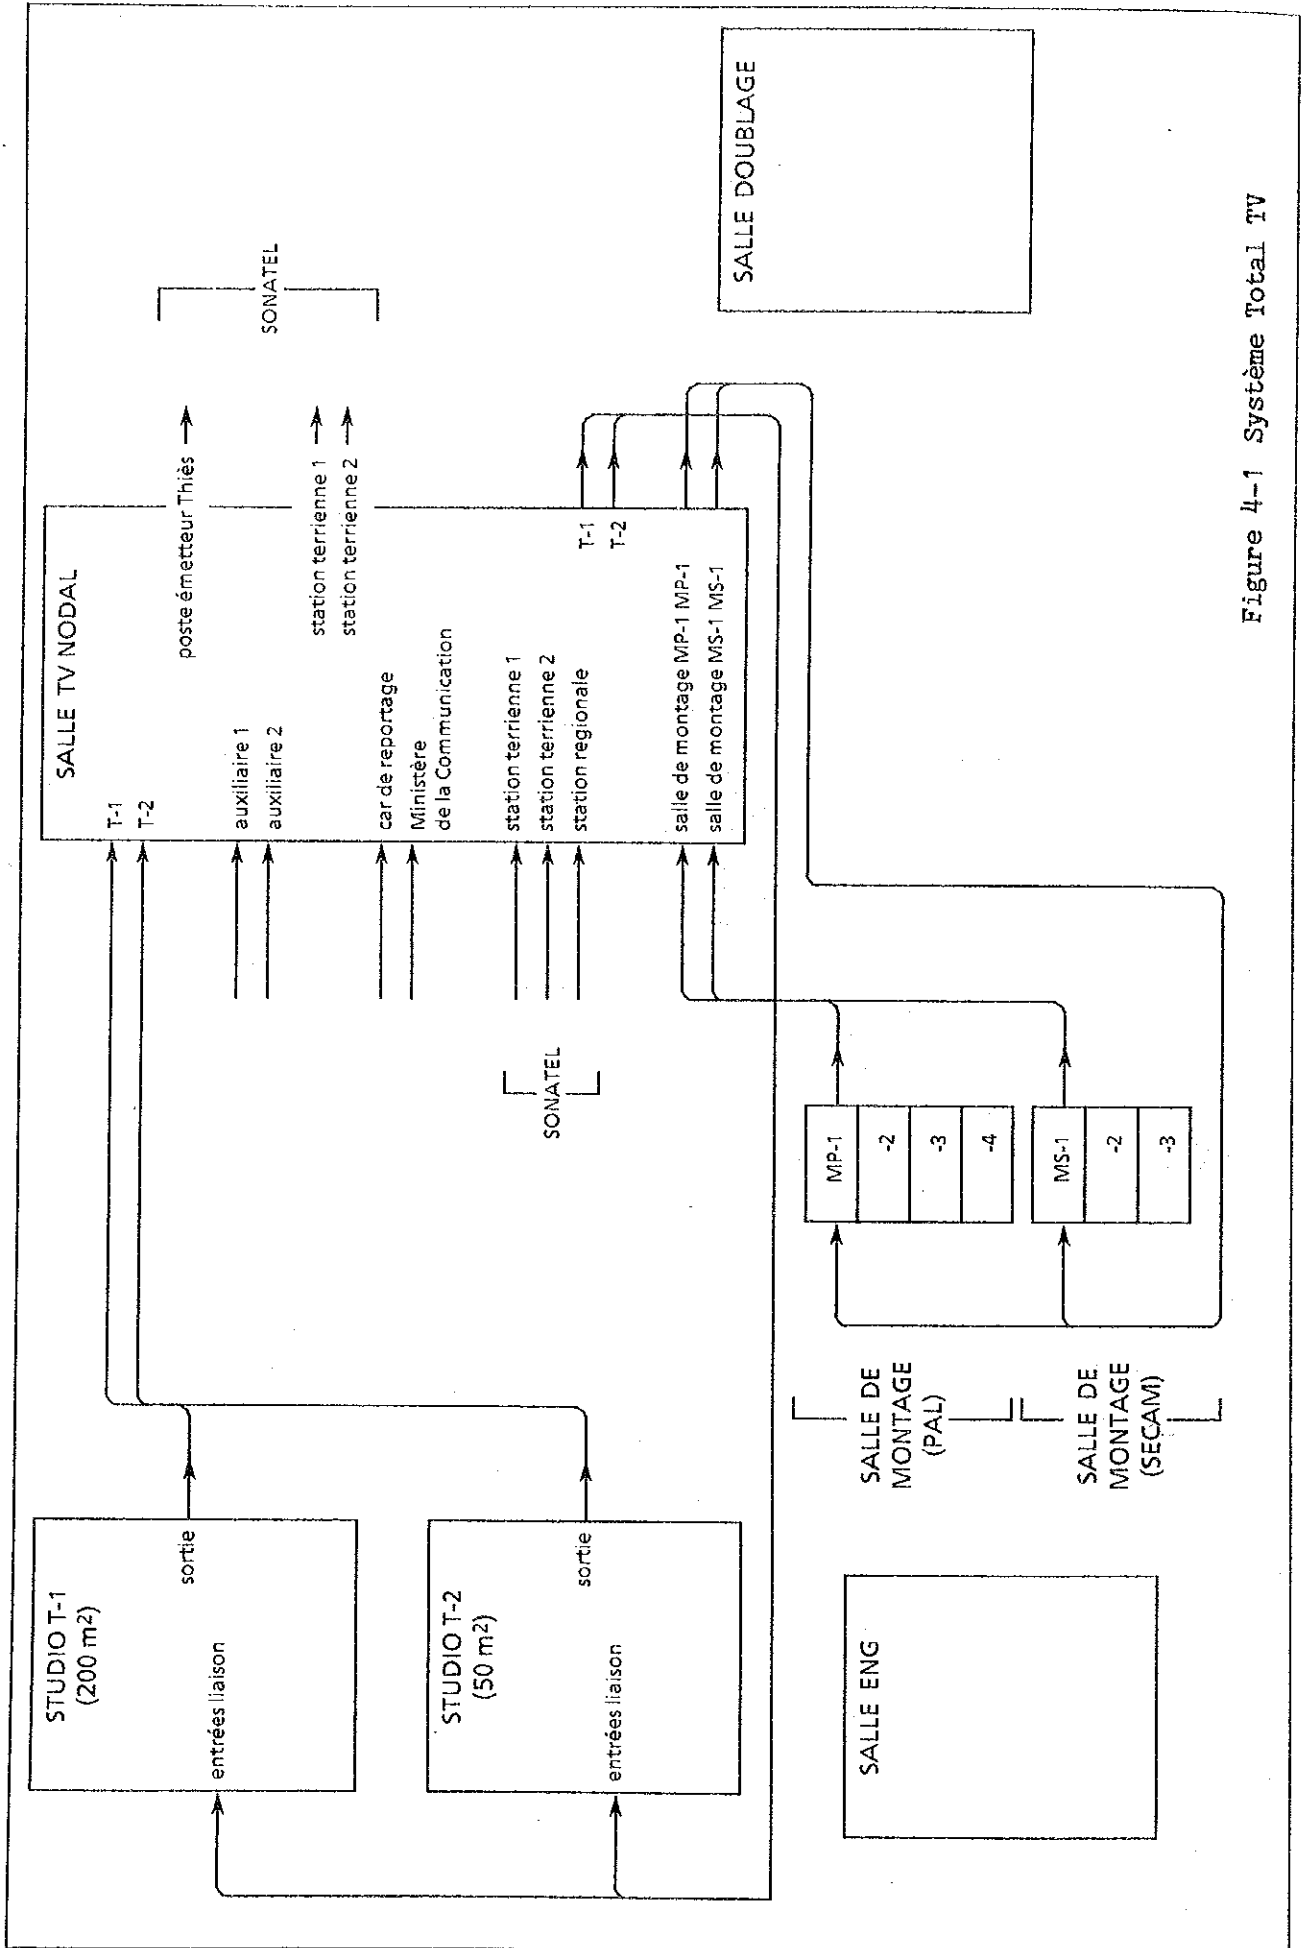 STUDIO T-1
(200 m²)
sortie
entrées liaison
STUDIO T-2
(50 m²)
sortie
entrées liaison
SALLE ENG
SALLE DE
MONTAGE
(PAL)
SALLE DE
MONTAGE
(SECAM)
MP-1
-2
-3
-4
MS-1
-2
-3
SONATEL
SALLE TV NODAL
T-1
T-2
auxiliaire 1
auxiliaire 2
car de reportage
Ministère
de la Communication
station terrienne 1
station terrienne 2
station regionale
salle de montage MP-1 MP-1
salle de montage MS-1 MS-1
poste émetteur Thiès
station terrienne 1
station terrienne 2
T-1
T-2
SONATEL
SALLE DOUBLAGE
Figure 4-1 Système Total TV